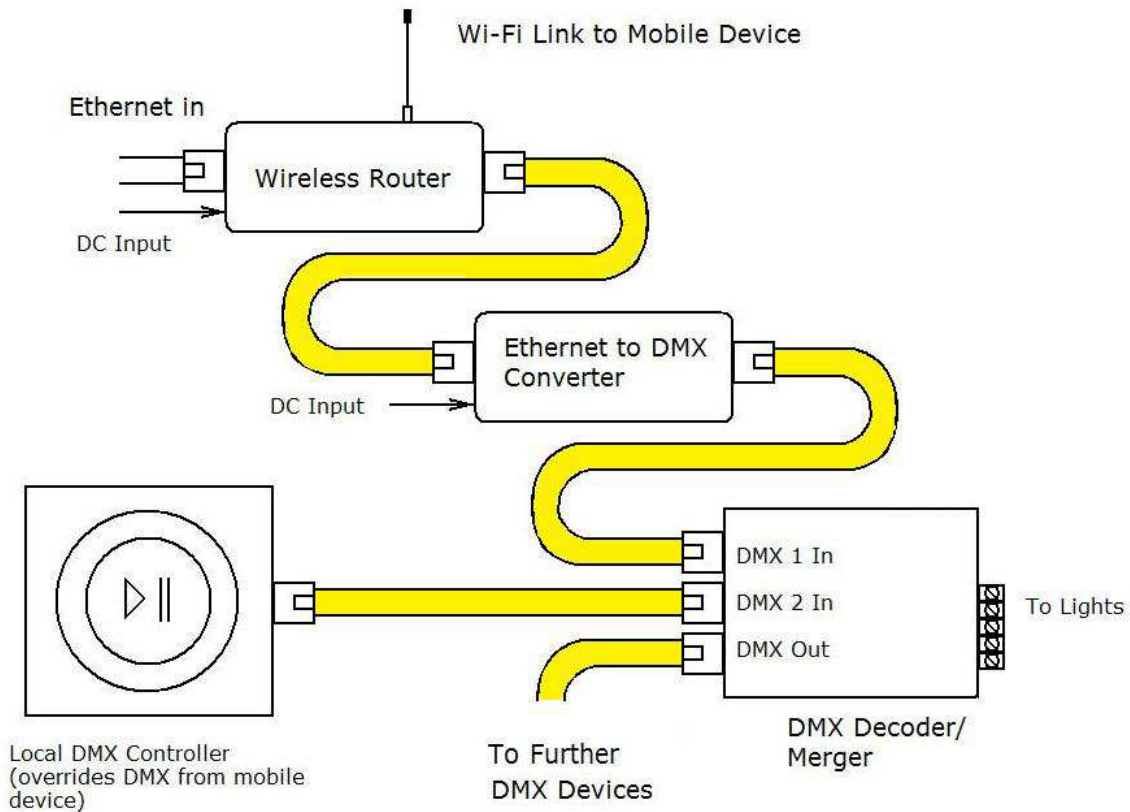 Wi-Fi Link to Mobile Device
Ethernet in
Wireless Router
DC Input
Ethernet to DMX
Converter
DC Input
DMX 1 In
DMX 2 In
To Lights
DMX Out
Local DMX Controller
(overrides DMX from mobile
device)
To Further
DMX Devices
DMX Decoder/
Merger